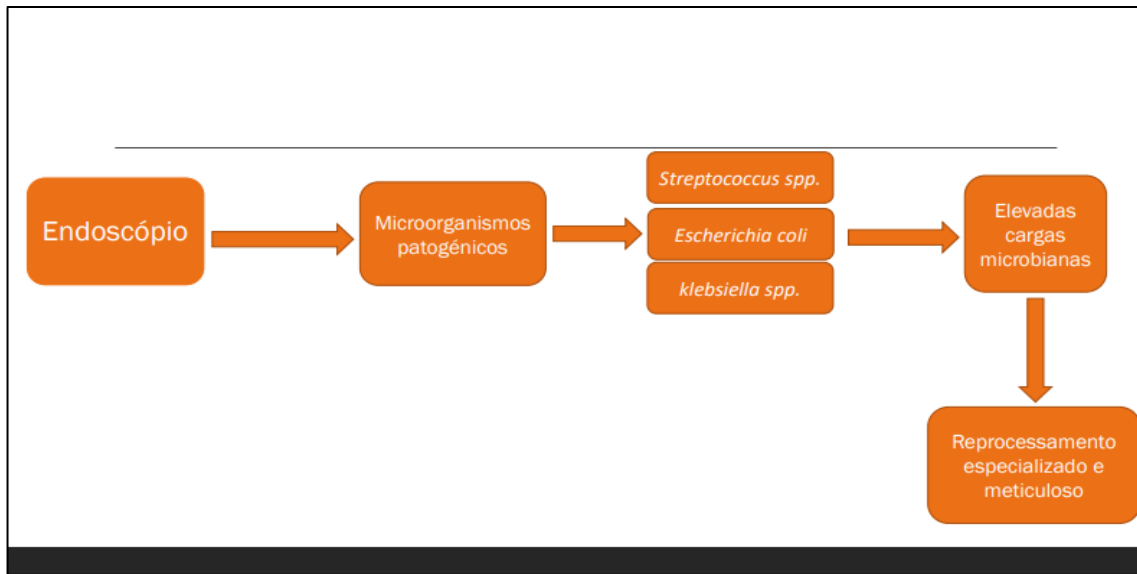 Endoscópio
Microorganismos
patogénicos
Streptococcus spp.
Escherichia coli
klebsiella spp.
Elevadas
cargas
microbianas
Reprocessamento
especializado e
meticuloso